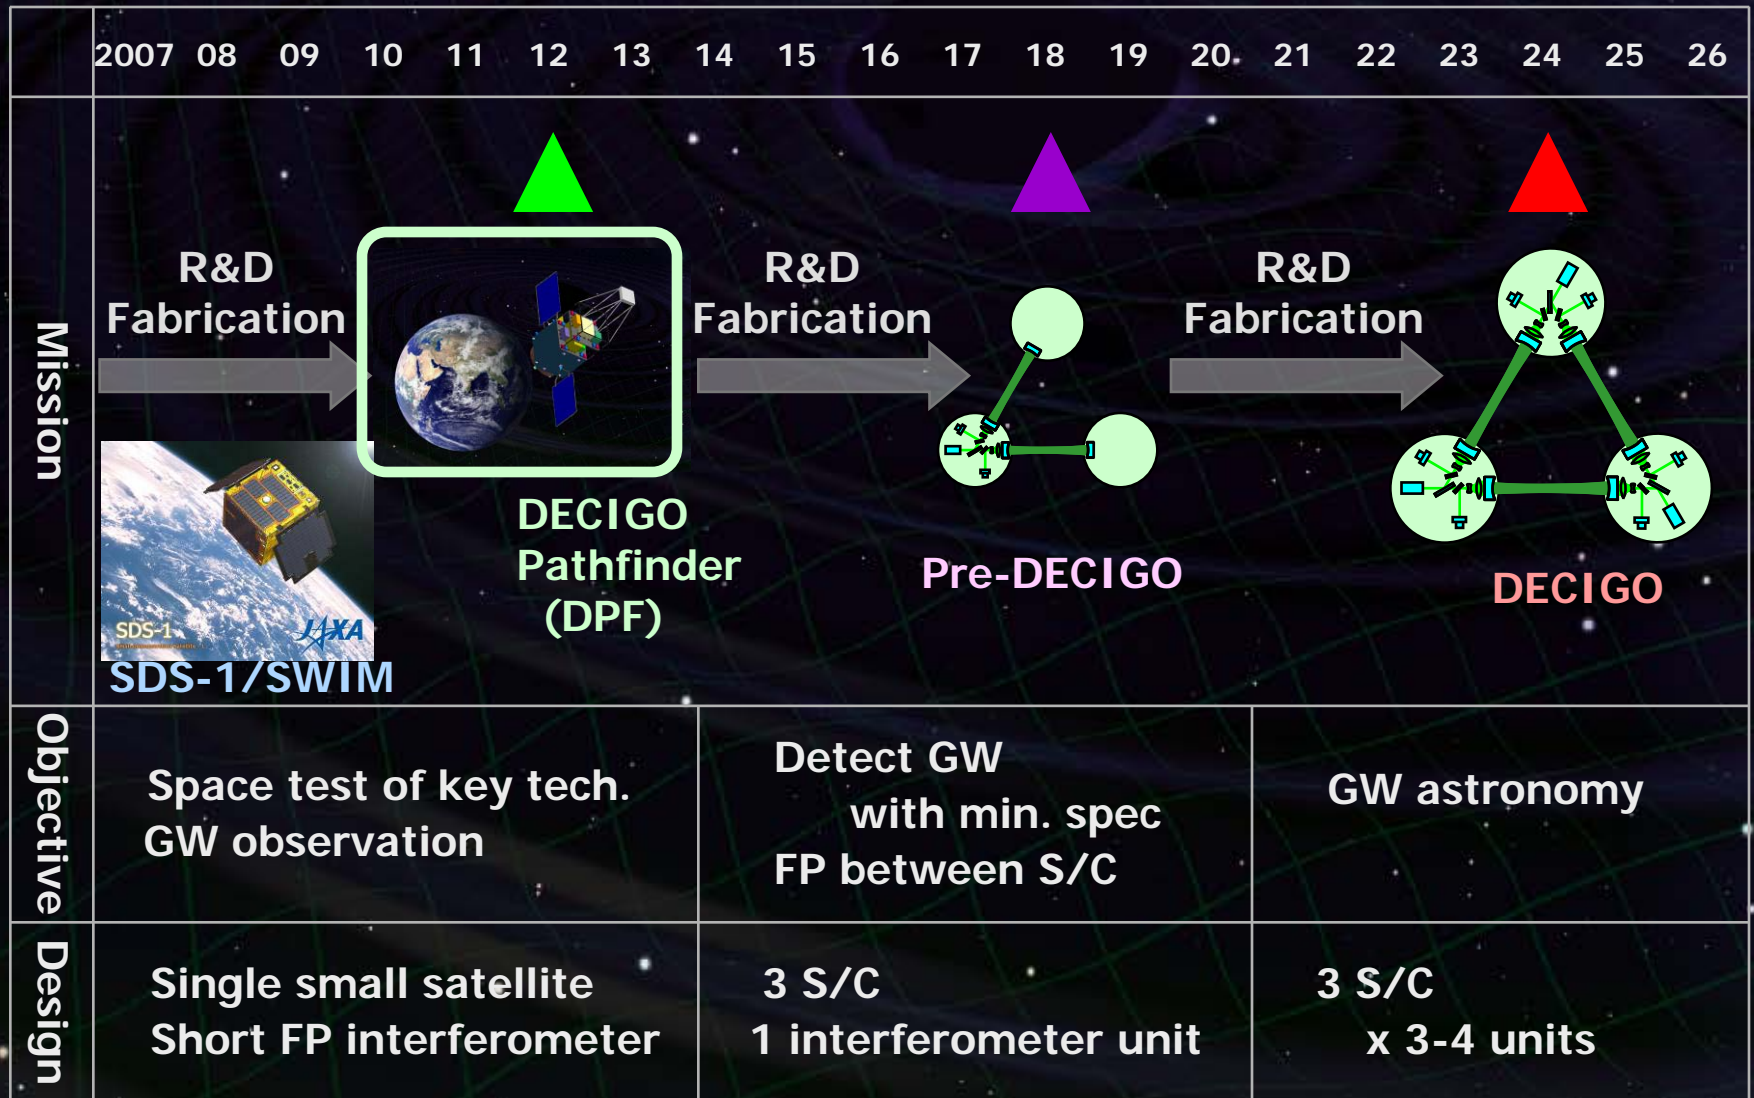 2007 08 09 10 11 12 13 14 15 16 17 18 19 20 21 22 23 24 25 26
Mission
R&D
Fabrication
R&D
Fabrication
R&D
Fabrication
SDS-1
JAXA
SDS-1/SWIM
DECIGO
Pathfinder
(DPF)
Pre-DECIGO
DECIGO
Objective
Space test of key tech.
GW observation
Detect GW
with min. spec
FP between S/C
GW astronomy
Design
Single small satellite
Short FP interferometer
3 S/C
1 interferometer unit
3 S/C
x 3-4 units